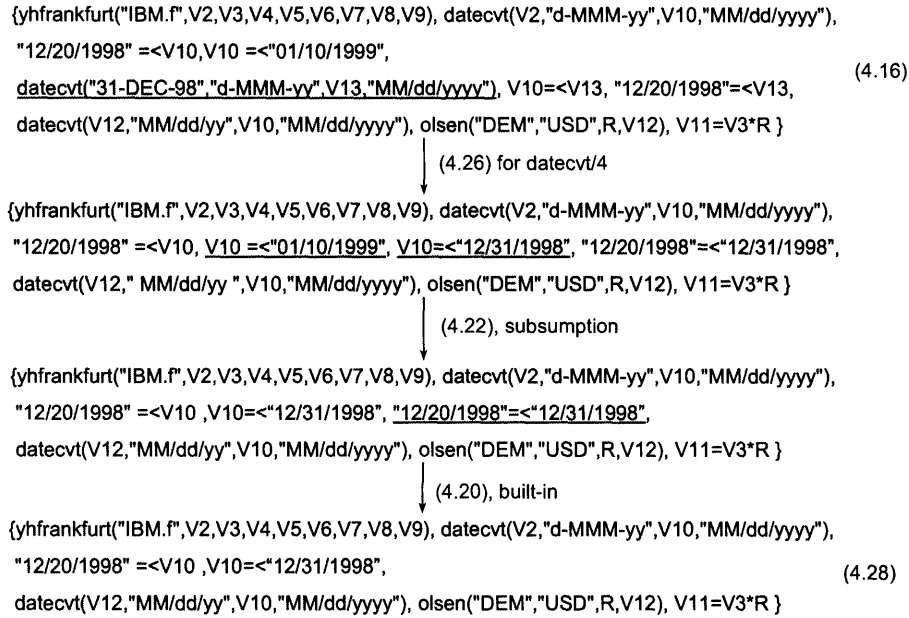 {yhfrankfurt("IBM.f",V2,V3,V4,V5,V6,V7,V8,V9), datecvt(V2,"d-MMM-yy",V10,"MM/dd/yyyy"),
"12/20/1998" =<V10,V10 =<"01/10/1999",
datecvt("31-DEC-98","d-MMM-yy",V13,"MM/dd/yyyy"), V10=<V13, "12/20/1998"=<V13,
(4.16)
datecvt(V12,"MM/dd/yy",V10,"MM/dd/yyyy"), olsen("DEM","USD",R,V12), V11=V3*R }
(4.26) for datecvt/4
{yhfrankfurt("IBM.f",V2,V3,V4,V5,V6,V7,V8,V9), datecvt(V2,"d-MMM-yy",V10,"MM/dd/yyyy"),
"12/20/1998" =<V10, V10 =<"01/10/1999", V10=<“12/31/1998”, "12/20/1998"=<“12/31/1998”,
datecvt(V12," MM/dd/yy ",V10,"MM/dd/yyyy"), olsen("DEM","USD",R,V12), V11=V3*R }
(4.22), subsumption
{yhfrankfurt("IBM.f",V2,V3,V4,V5,V6,V7,V8,V9), datecvt(V2,"d-MMM-yy",V10,"MM/dd/yyyy"),
"12/20/1998" =<V10 ,V10=<“12/31/1998”, "12/20/1998"=<“12/31/1998”,
datecvt(V12,"MM/dd/yy",V10,"MM/dd/yyyy"), olsen("DEM","USD",R,V12), V11=V3*R }
(4.20), built-in
{yhfrankfurt("IBM.f",V2,V3,V4,V5,V6,V7,V8,V9), datecvt(V2,"d-MMM-yy",V10,"MM/dd/yyyy"),
"12/20/1998" =<V10 ,V10=<“12/31/1998”,
(4.28)
datecvt(V12,"MM/dd/yy",V10,"MM/dd/yyyy"), olsen("DEM","USD",R,V12), V11=V3*R }